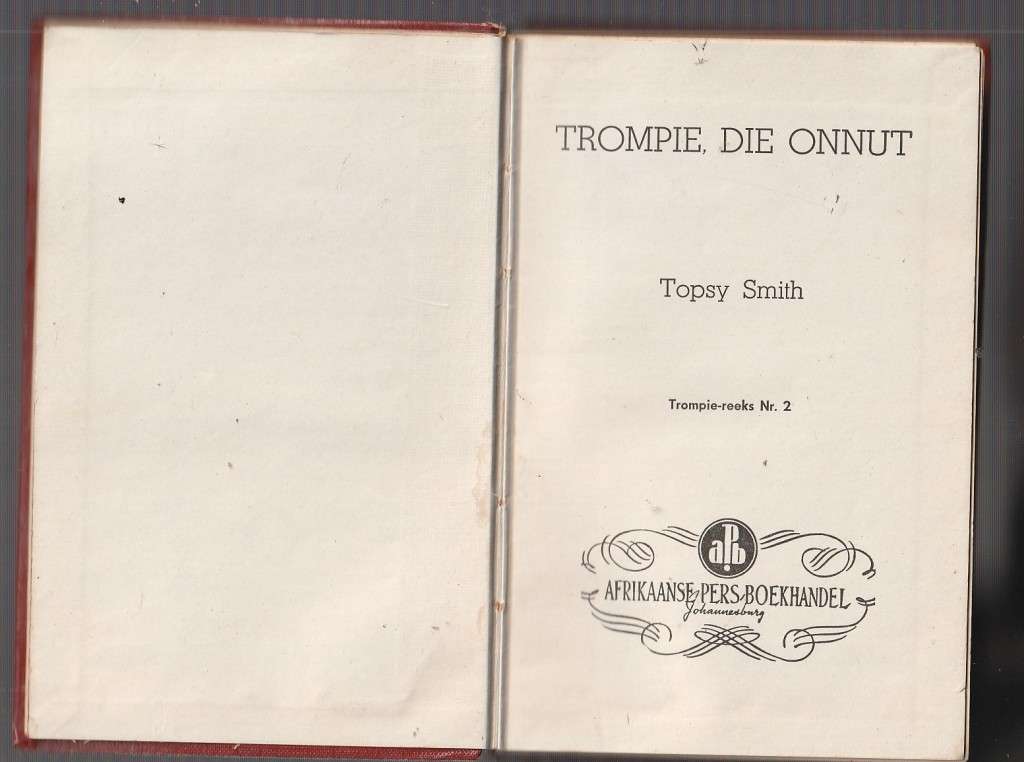 TROMPIE, DIE ONNUT
Topsy Smith
Trompie-reeks Nr. 2
aPb
AFRIKAANSE PERS BOEKHANDEL
Johannesburg